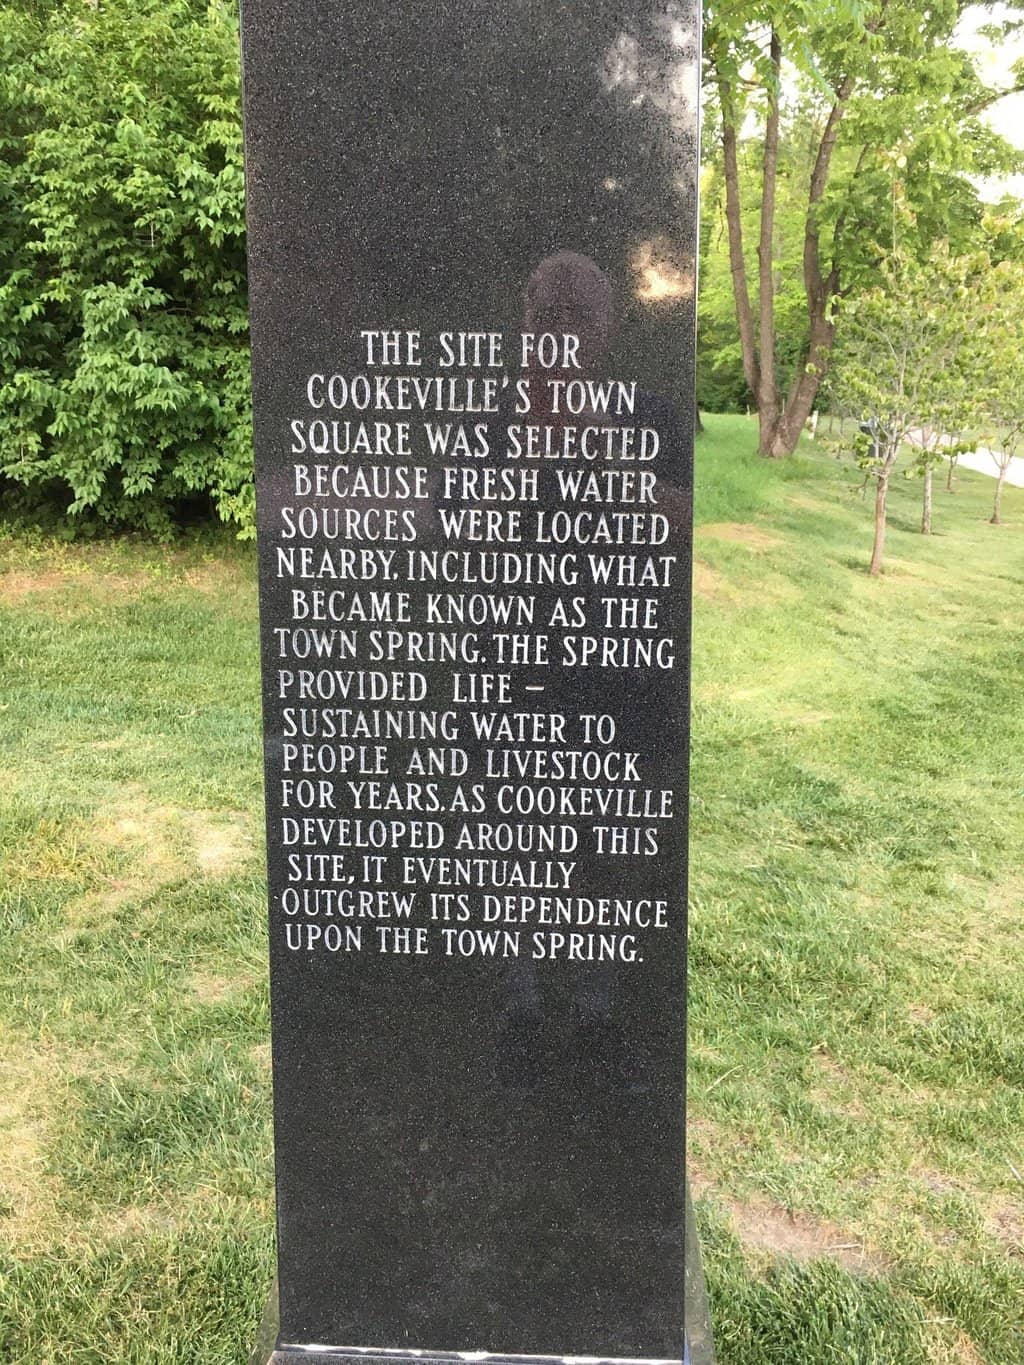 THE SITE FOR
COOKEVILLE'S TOWN
SQUARE WAS SELECTED
BECAUSE FRESH WATER
SOURCES WERE LOCATED
NEARBY, INCLUDING WHAT
BECAME KNOWN AS THE
TOWN SPRING. THE SPRING
PROVIDED LIFE –
SUSTAINING WATER TO
PEOPLE AND LIVESTOCK
FOR YEARS. AS COOKEVILLE
DEVELOPED AROUND THIS
SITE, IT EVENTUALLY
OUTGREW ITS DEPENDENCE
UPON THE TOWN SPRING.